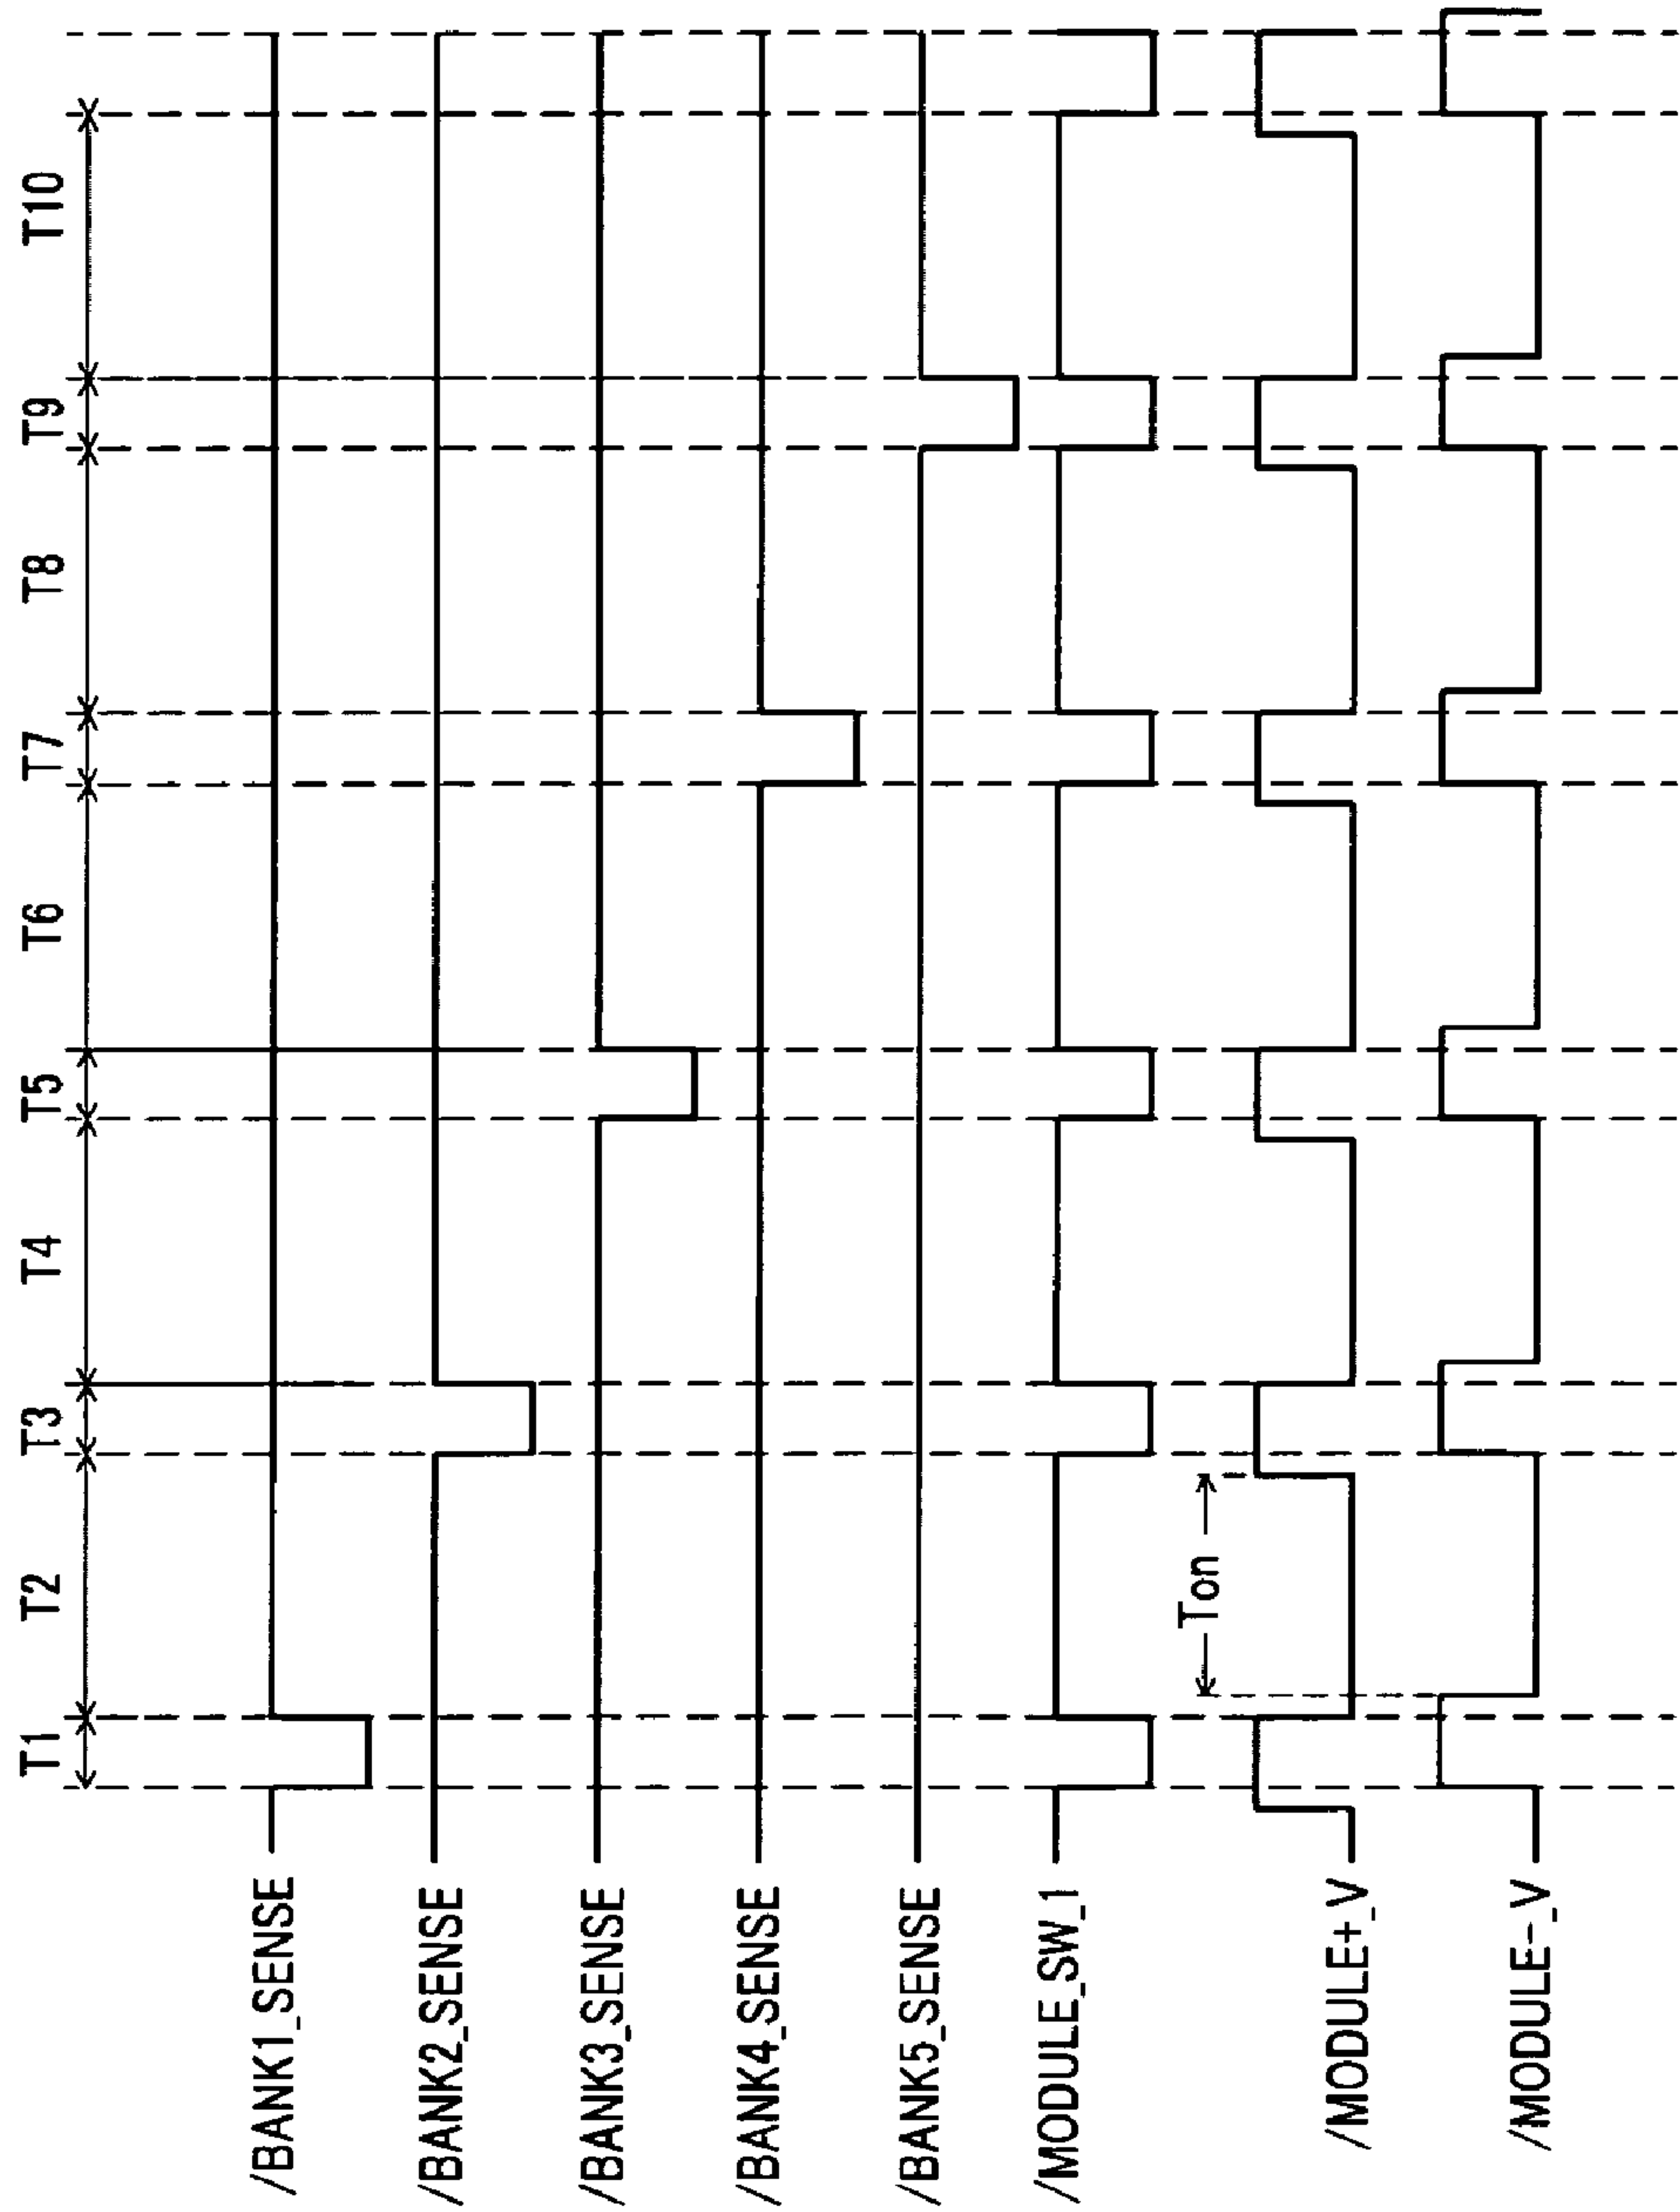 T1 T2 T3 T4 T5 T6 T7 T8 T9 T10
/BANK1_SENSE
/BANK2_SENSE
/BANK3_SENSE
/BANK4_SENSE
/BANK5_SENSE
/MODULE_SW_1
Ton
/MODULE+_V
/MODULE-_V